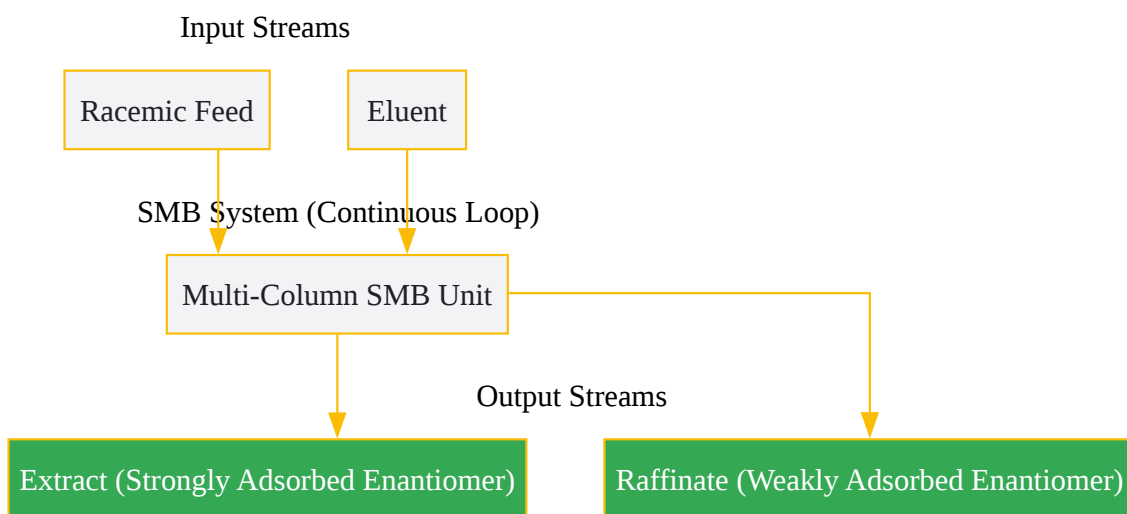 Input Streams
Racemic Feed
Eluent
SMB System (Continuous Loop)
Multi-Column SMB Unit
Output Streams
Extract (Strongly Adsorbed Enantiomer)
Raffinate (Weakly Adsorbed Enantiomer)